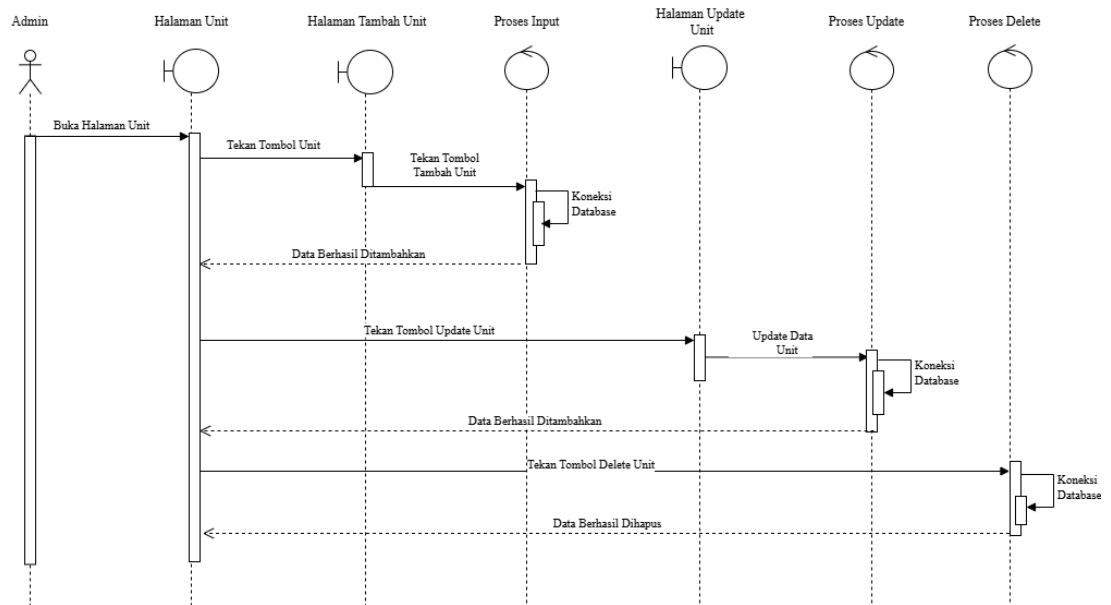 Admin
Halaman Unit
Halaman Tambah Unit
Proses Input
Halaman Update
Unit
Proses Update
Proses Delete
Buka Halaman Unit
Tekan Tombol Unit
Tekan Tombol
Tambah Unit
Koneksi
Database
Data Berhasil Ditambahkan
Tekan Tombol Update Unit
Update Data
Unit
Koneksi
Database
Data Berhasil Ditambahkan
Tekan Tombol Delete Unit
Koneksi
Database
Data Berhasil Dihapus